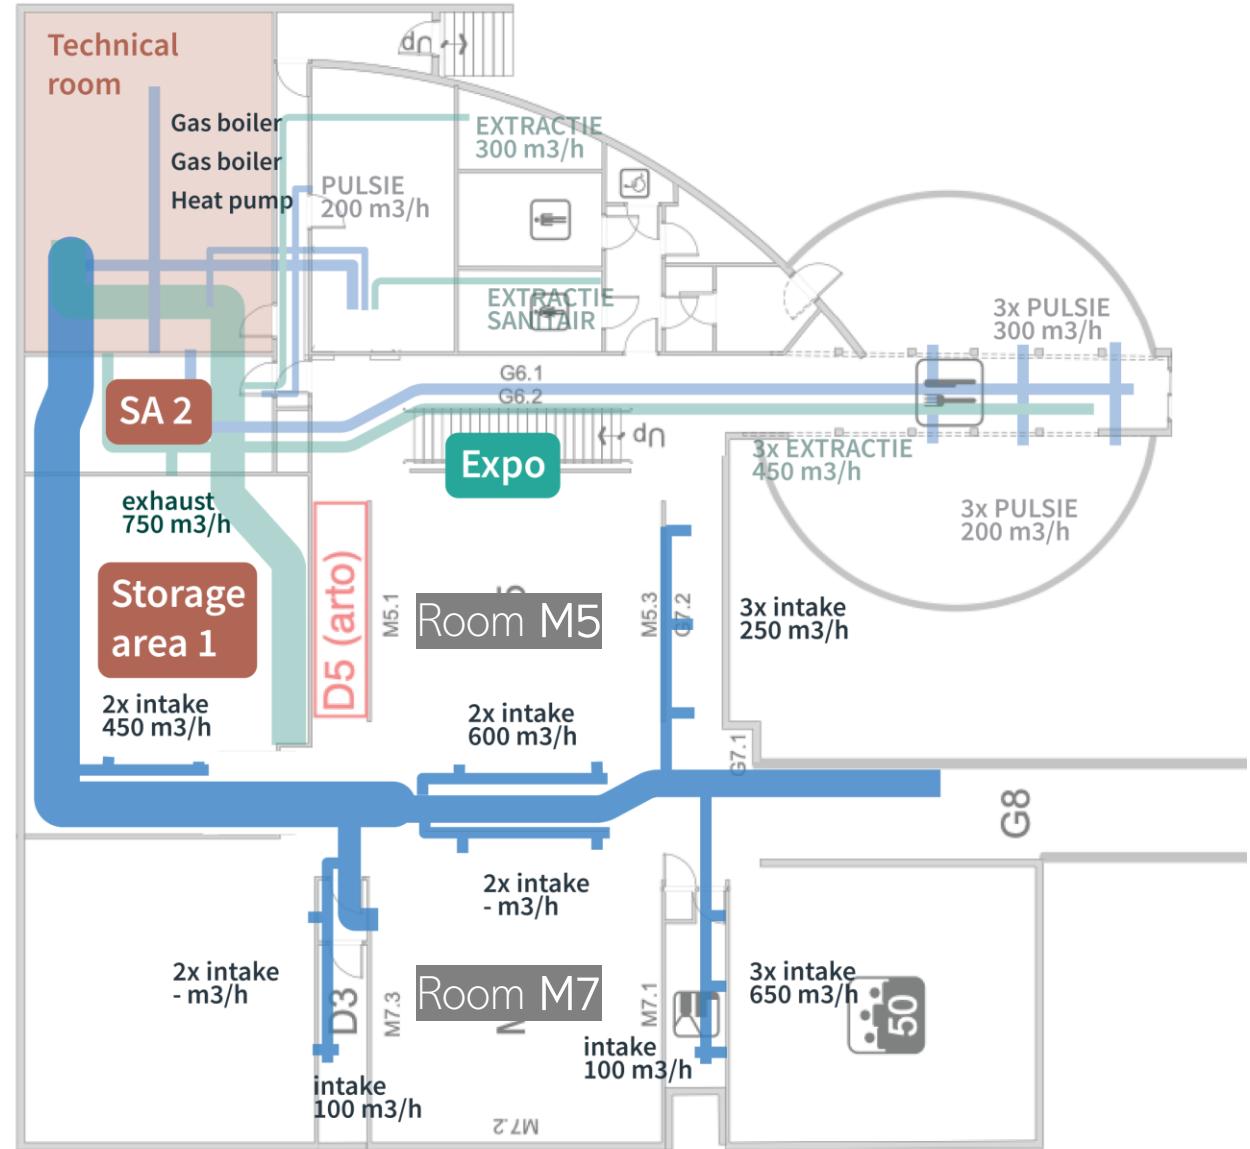 Technical
room
Up
Gas boiler
Gas boiler
Heat pump
EXTRACTIE
300 m3/h
PULSIE
200 m3/h
EXTRACTIE
SANITAIR
3x PULSIE
300 m3/h
G6.1
G6.2
SA 2
Up
Expo
3x EXTRACTIE
450 m3/h
exhaust
750 m3/h
3x PULSIE
200 m3/h
Storage
area 1
D5 (arto)
M5.1
Room M5
M5.3
G7.2
3x intake
250 m3/h
2x intake
450 m3/h
2x intake
600 m3/h
G7.1
G8
2x intake
- m3/h
2x intake
- m3/h
D3
M7.3
Room M7
M7.1
3x intake
650 m3/h
50
intake
100 m3/h
intake
100 m3/h
M7.2